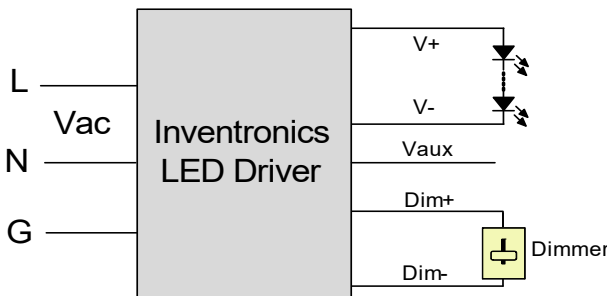 L
Vac
N
G
Inventronics
LED Driver
V+
V-
Vaux
Dim+
Dim-
Dimmer